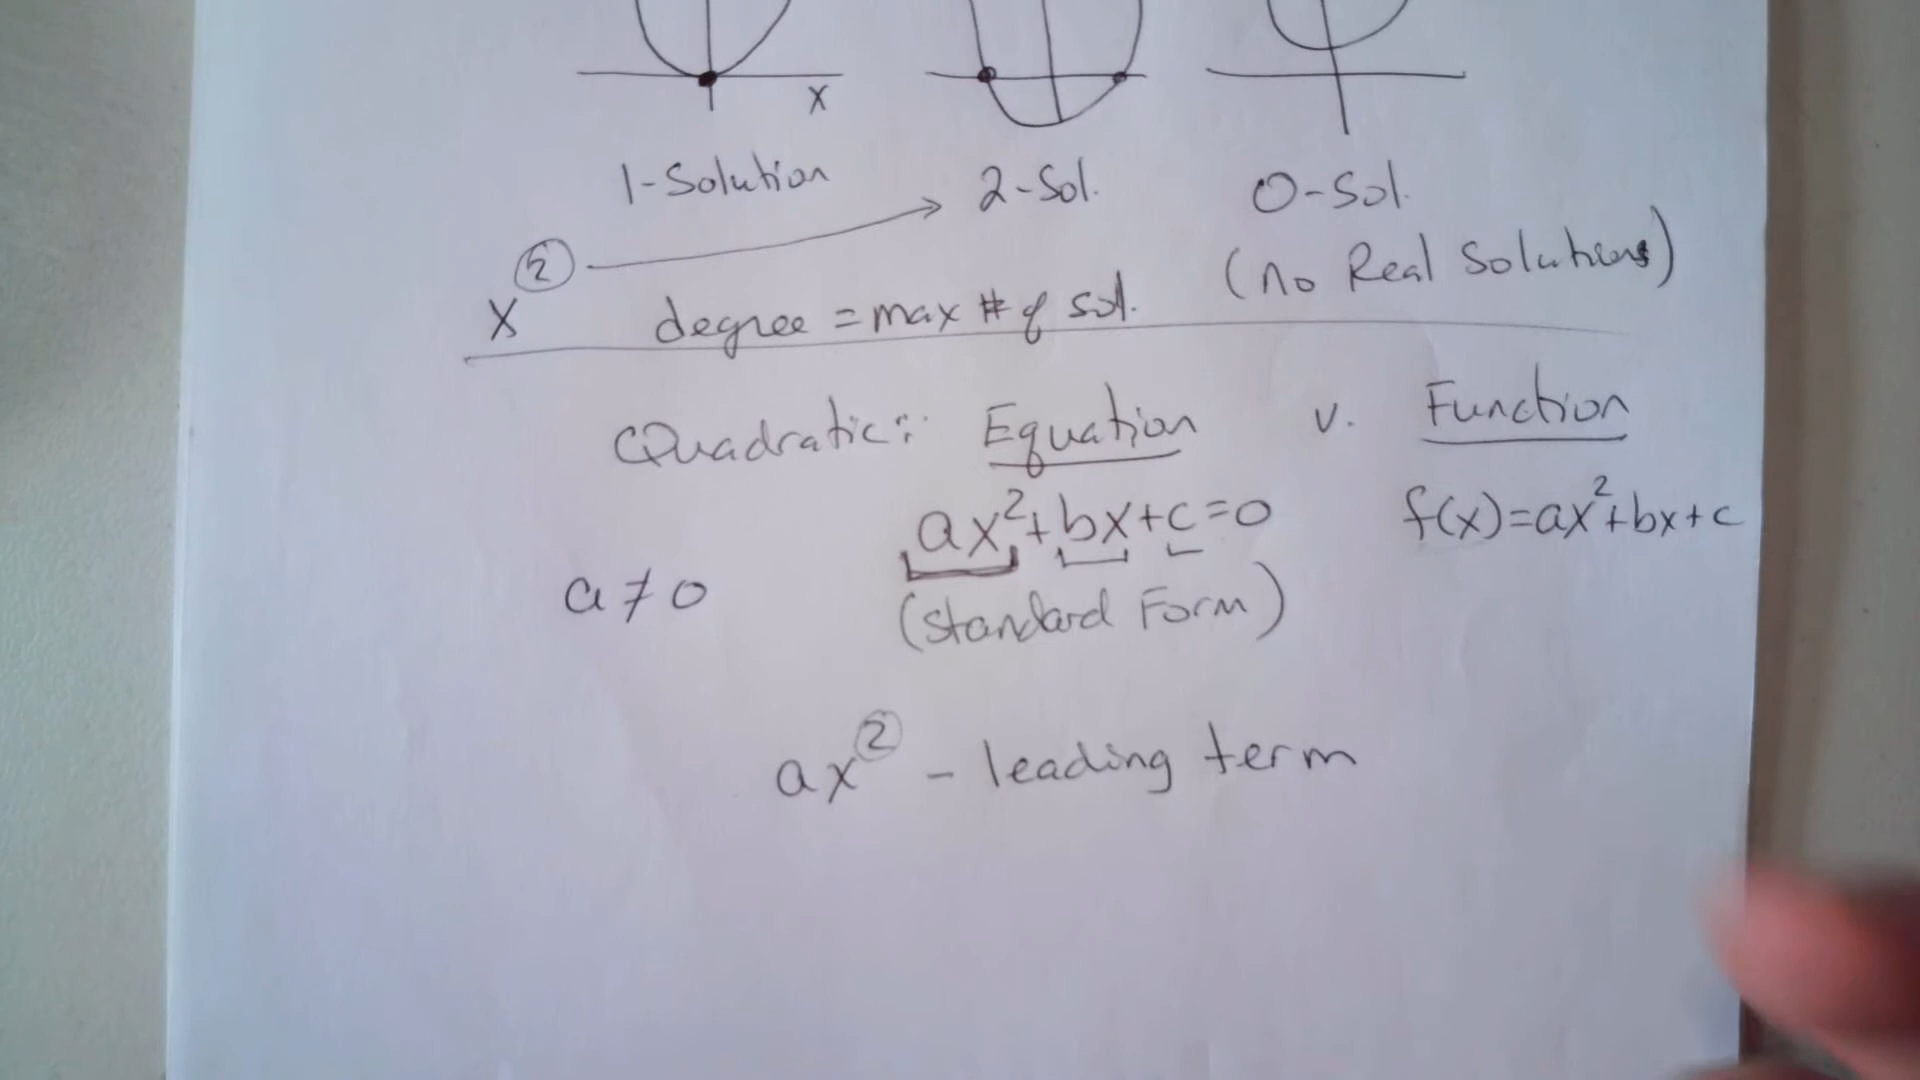 x
1-Solution 2-Sol. 0-Sol.
x² degree = max # of sol. (no Real Solutions)
Quadratic: Equation v. Function
ax²+bx+c=0 f(x)=ax²+bx+c
a≠0 (standard Form)
ax² - leading term